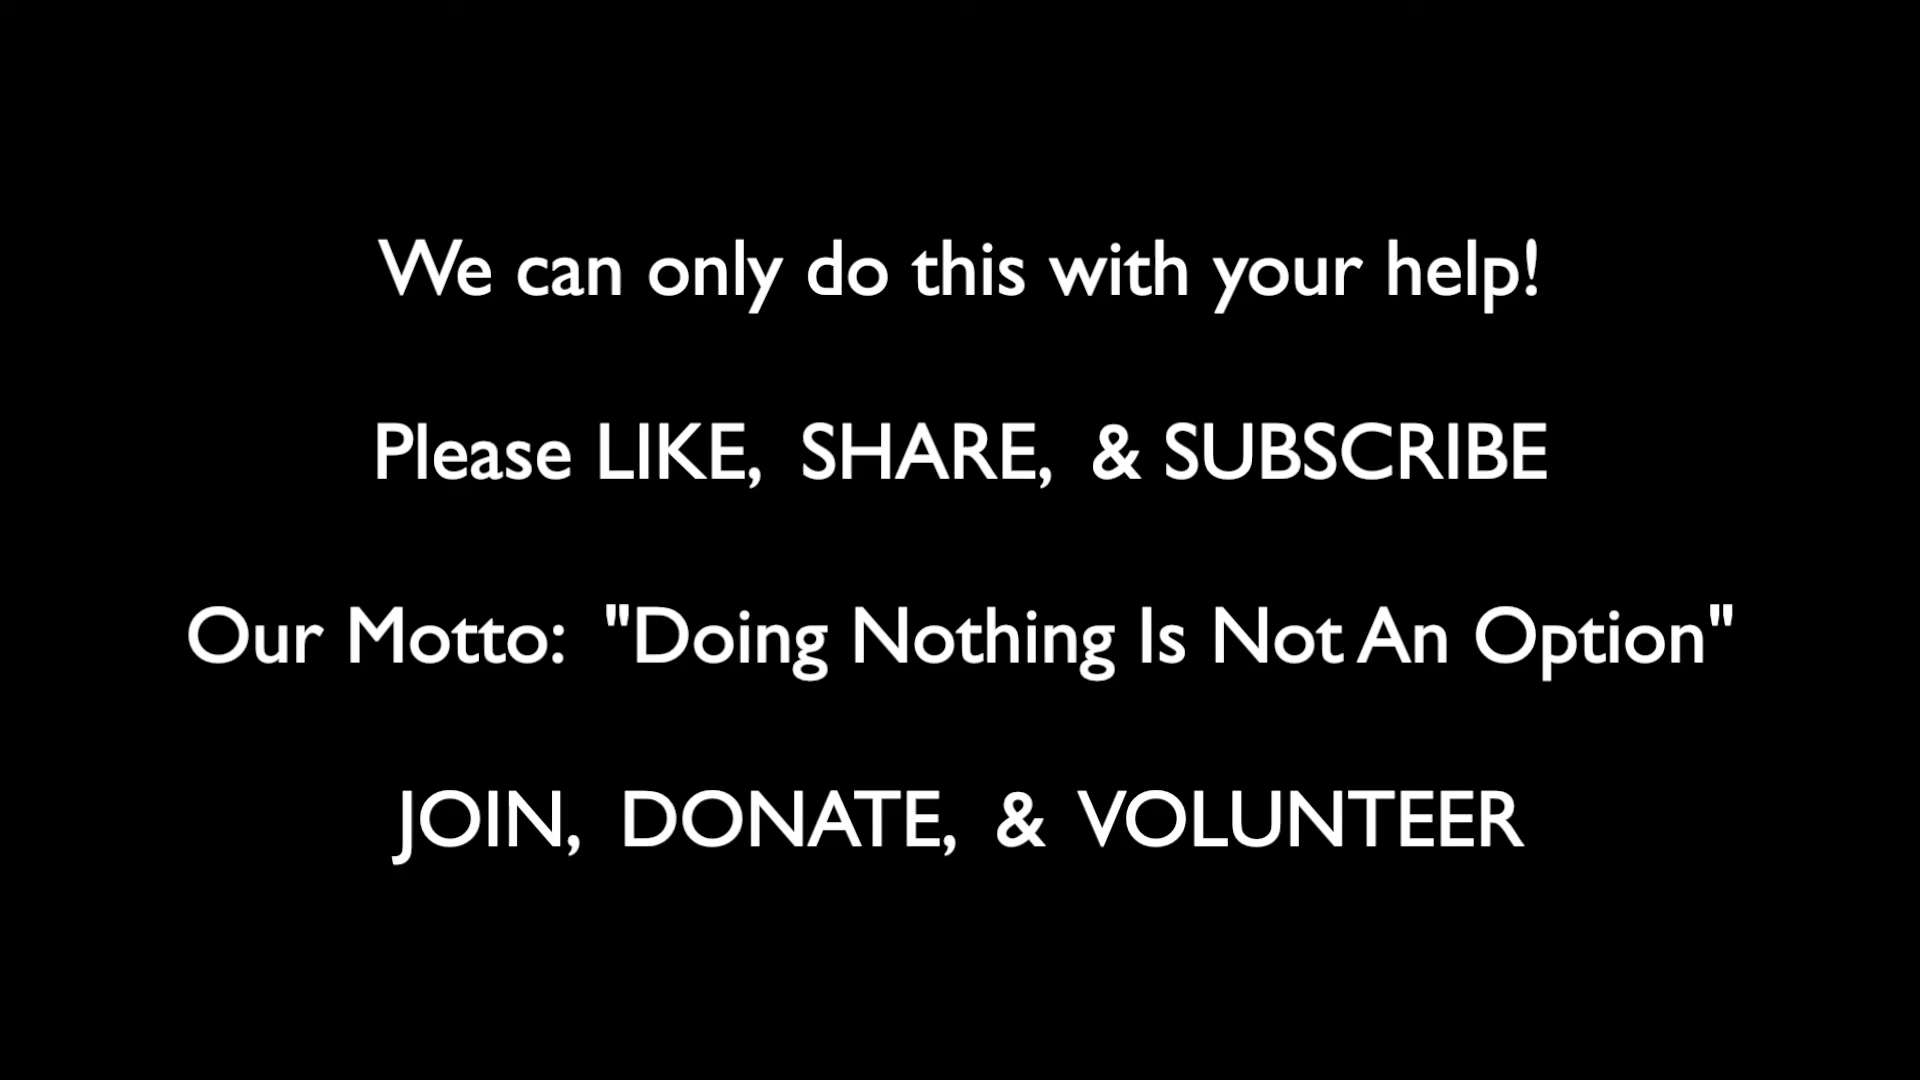 We can only do this with your help!
Please LIKE, SHARE, & SUBSCRIBE
Our Motto: "Doing Nothing Is Not An Option"
JOIN, DONATE, & VOLUNTEER